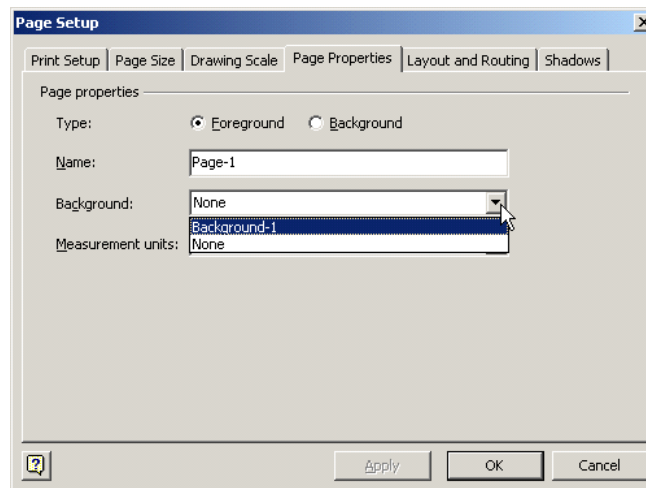 Page Setup
Print Setup Page Size Drawing Scale Page Properties Layout and Routing Shadows
Page properties
Type: Foreground Background
Name: Page-1
Background: None
Background-1
Measurement units: None
Apply OK Cancel